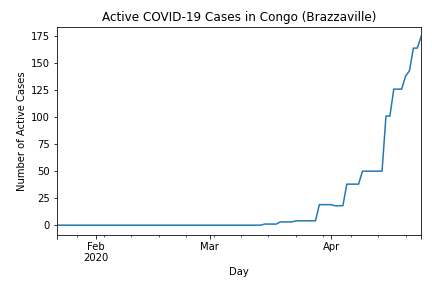 Active COVID-19 Cases in Congo (Brazzaville)
175
150
125
100
75
50
25
0
Number of Active Cases
Feb
2020
Mar
Apr
Day